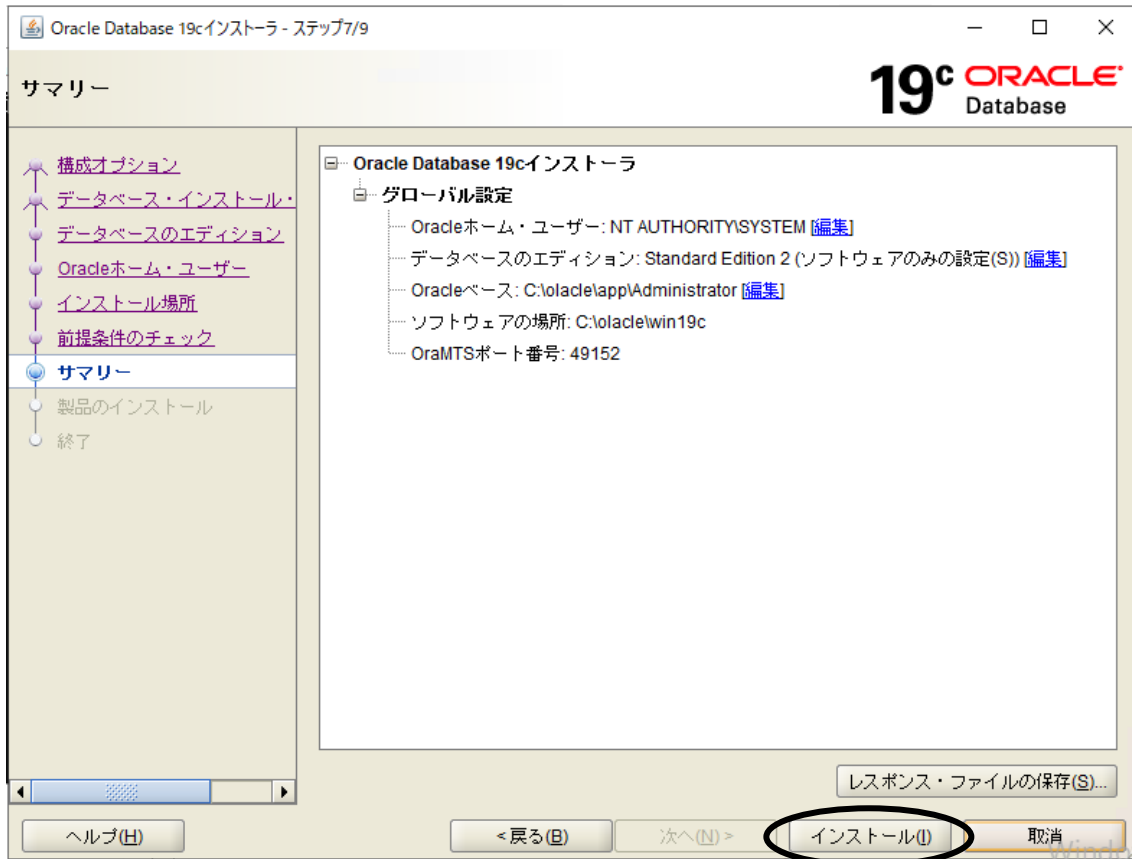 Oracle Database 19cインストーラ - ステップ7/9
サマリー
19c ORACLE
Database
構成オプション
データベース・インストール・
データベースのエディション
Oracleホーム・ユーザー
インストール場所
前提条件のチェック
サマリー
製品のインストール
終了
Oracle Database 19cインストーラ
グローバル設定
Oracleホーム・ユーザー: NT AUTHORITY\SYSTEM [編集]
データベースのエディション: Standard Edition 2 (ソフトウェアのみの設定(S)) [編集]
Oracleベース: C:\olacle\app\Administrator [編集]
ソフトウェアの場所: C:\olacle\win19c
OraMTSポート番号: 49152
レスポンス・ファイルの保存(S)...
ヘルプ(H)
<戻る(B)
次へ(N)>
インストール(I)
取消